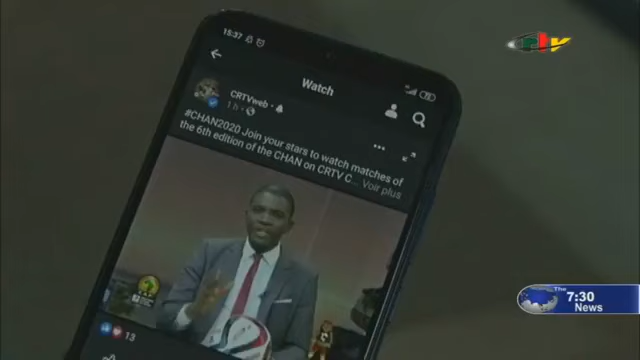 15:37
Watch
CRTVweb
1 h
#CHAN2020 Join your stars to watch matches of
the 6th edition of the CHAN on CRTV C... Voir plus
13
The
7:30
News